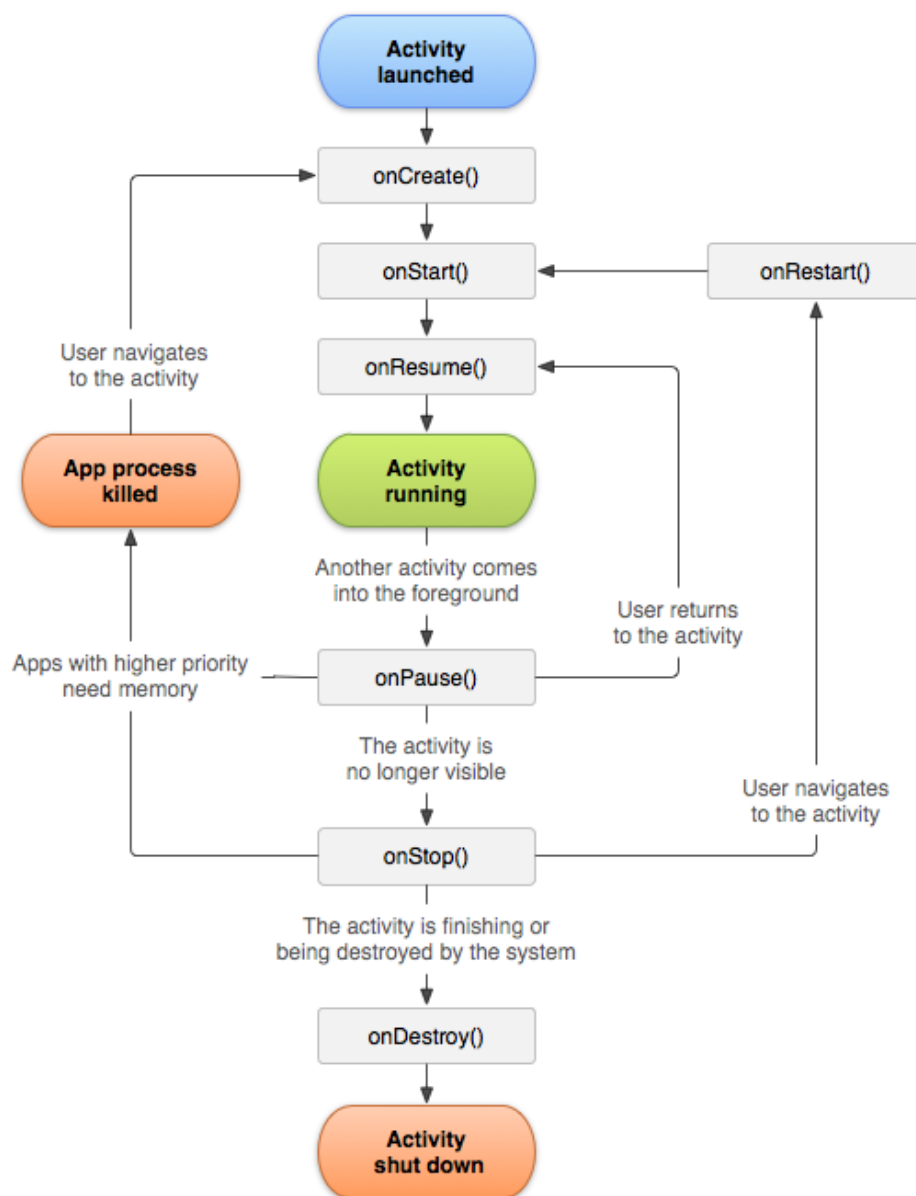 Activity
launched
onCreate()
onStart()
onRestart()
User navigates
to the activity
onResume()
App process
killed
Activity
running
Another activity comes
into the foreground
User returns
to the activity
Apps with higher priority
need memory
onPause()
The activity is
no longer visible
User navigates
to the activity
onStop()
The activity is finishing or
being destroyed by the system
onDestroy()
Activity
shut down